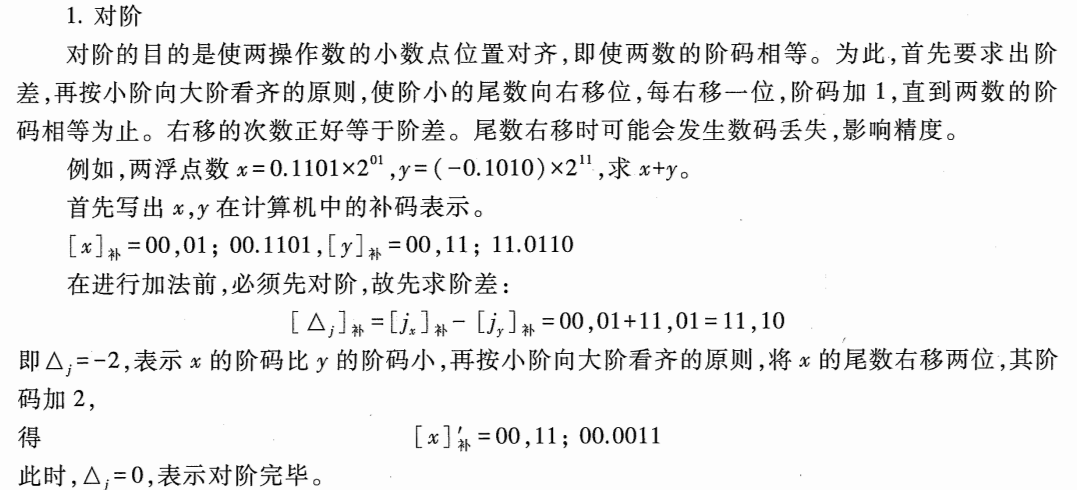 1. 对阶
对阶的目的是使两操作数的小数点位置对齐,即使两数的阶码相等。为此,首先要求出阶
差,再按小阶向大阶看齐的原则,使阶小的尾数向右移位,每右移一位,阶码加 1,直到两数的阶
码相等为止。右移的次数正好等于阶差。尾数右移时可能会发生数码丢失,影响精度。
例如,两浮点数 x=0.1101×2⁰¹,y=(-0.1010)×2¹¹,求 x+y。
首先写出 x,y 在计算机中的补码表示。
[x]补=00,01; 00.1101,[y]补=00,11; 11.0110
在进行加法前,必须先对阶,故先求阶差:
[△j]补=[jx]补-[jy]补=00,01+11,01=11,10
即△j=-2,表示 x 的阶码比 y 的阶码小,再按小阶向大阶看齐的原则,将 x 的尾数右移两位,其阶
码加 2,
得 [x]′补=00,11; 00.0011
此时,△j=0,表示对阶完毕。